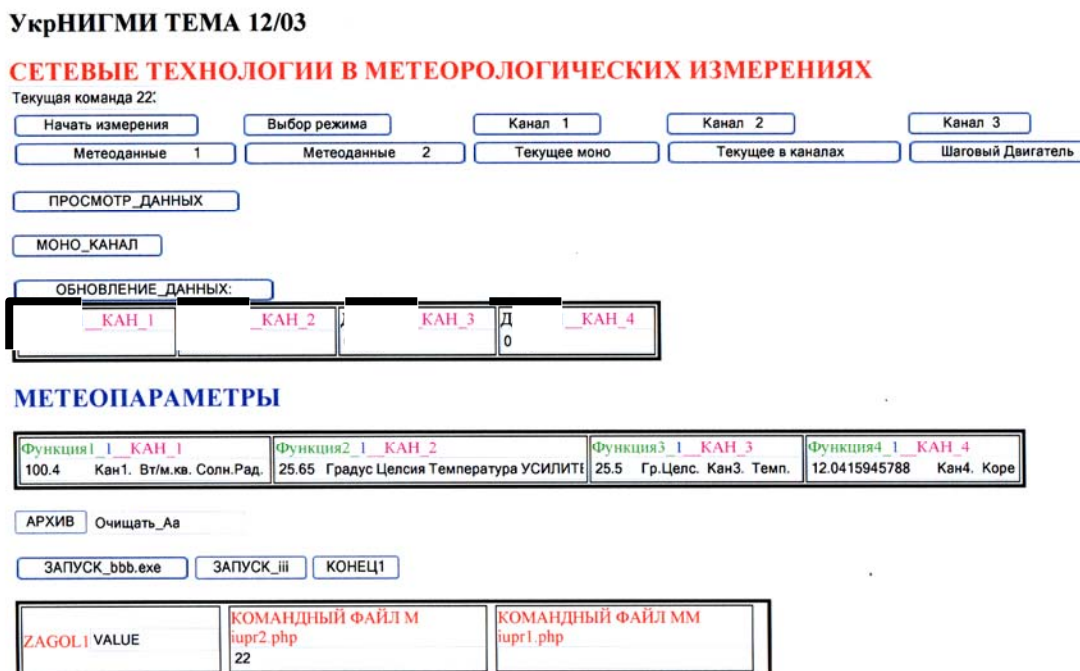 УкрНИГМИ ТЕМА 12/03
СЕТЕВЫЕ ТЕХНОЛОГИИ В МЕТЕОРОЛОГИЧЕСКИХ ИЗМЕРЕНИЯХ
Текущая команда 22
Начать измерения Выбор режима Канал 1 Канал 2 Канал 3
Метеоданные 1 Метеоданные 2 Текущее моно Текущее в каналах Шаговый Двигатель
ПРОСМОТР_ДАННЫХ
МОНО_КАНАЛ
ОБНОВЛЕНИЕ_ДАННЫХ:
__КАН_1 __КАН_2 __КАН_3 Д __КАН_4
0
МЕТЕОПАРАМЕТРЫ
Функция1_1__КАН_1 Функция2_1__КАН_2 Функция3_1__КАН_3 Функция4_1__КАН_4
100.4 Кан1. Вт/м.кв. Солн.Рад. 25.65 Градус Целсия Температура УСИЛИТЕ 25.5 Гр.Целс. Кан3. Темп. 12.0415945788 Кан4. Коре
АРХИВ Очищать_Аа
ЗАПУСК_bbb.exe ЗАПУСК_iii КОНЕЦ1
КОМАНДНЫЙ ФАЙЛ М КОМАНДНЫЙ ФАЙЛ ММ
ZAGOL1 VALUE iupr2.php iupr1.php
22